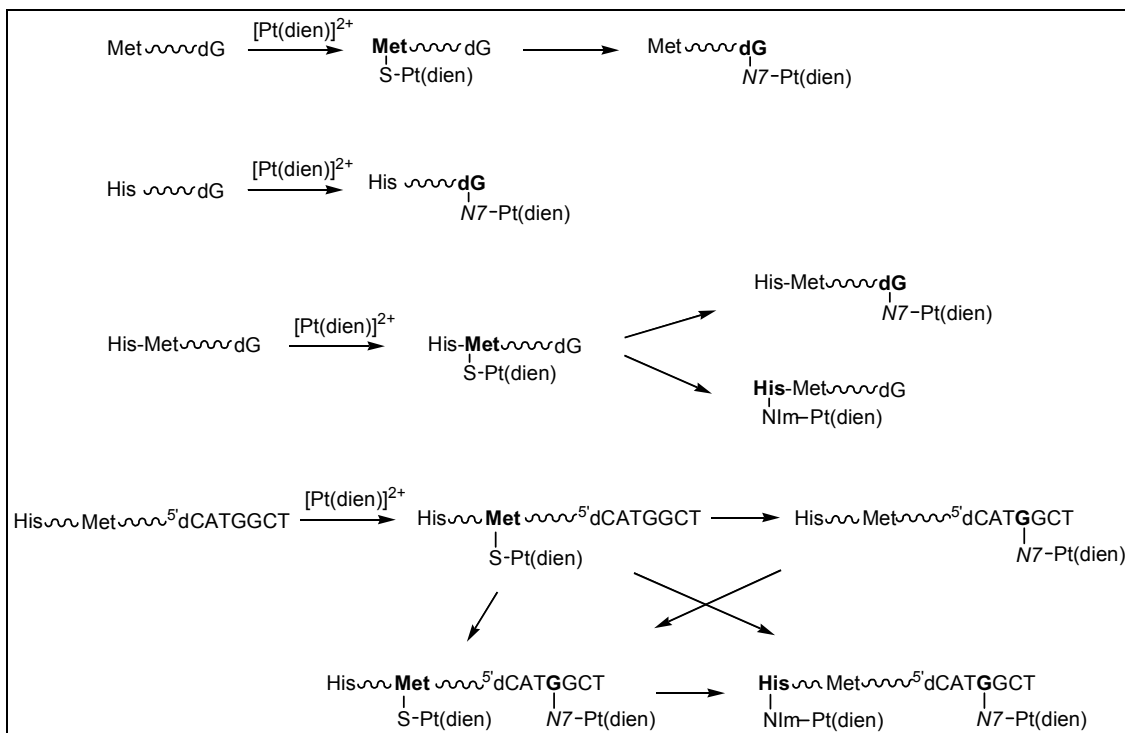 [Pt(dien)]2+
Met dG Met dG Met dG
S-Pt(dien) N7-Pt(dien)
[Pt(dien)]2+
His dG His dG
N7-Pt(dien)
His-Met dG
N7-Pt(dien)
[Pt(dien)]2+
His-Met dG His-Met dG
S-Pt(dien)
His-Met dG
NIm-Pt(dien)
[Pt(dien)]2+
His Met 5'dCATGGCT His Met 5'dCATGGCT His Met 5'dCATGGCT
S-Pt(dien) N7-Pt(dien)
His Met 5'dCATGGCT His Met 5'dCATGGCT
S-Pt(dien) N7-Pt(dien) NIm-Pt(dien) N7-Pt(dien)